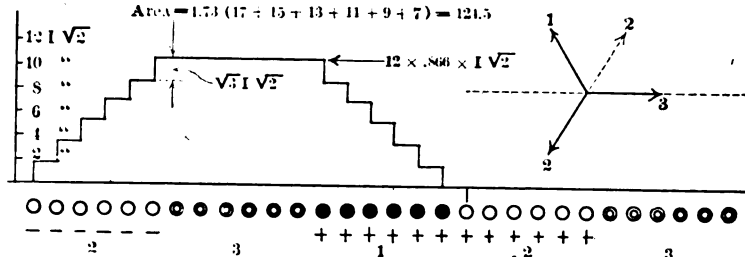 Area = 1.73 (17 + 15 + 13 + 11 + 9 + 7) = 121.5
12 I √2
10 "
8 "
6 "
4 "
2 "
√3 I √2
12 × .866 × I √2
1
2
3
2
− − − − − − + + + + + + + + + + + +
2 3 1 2 3